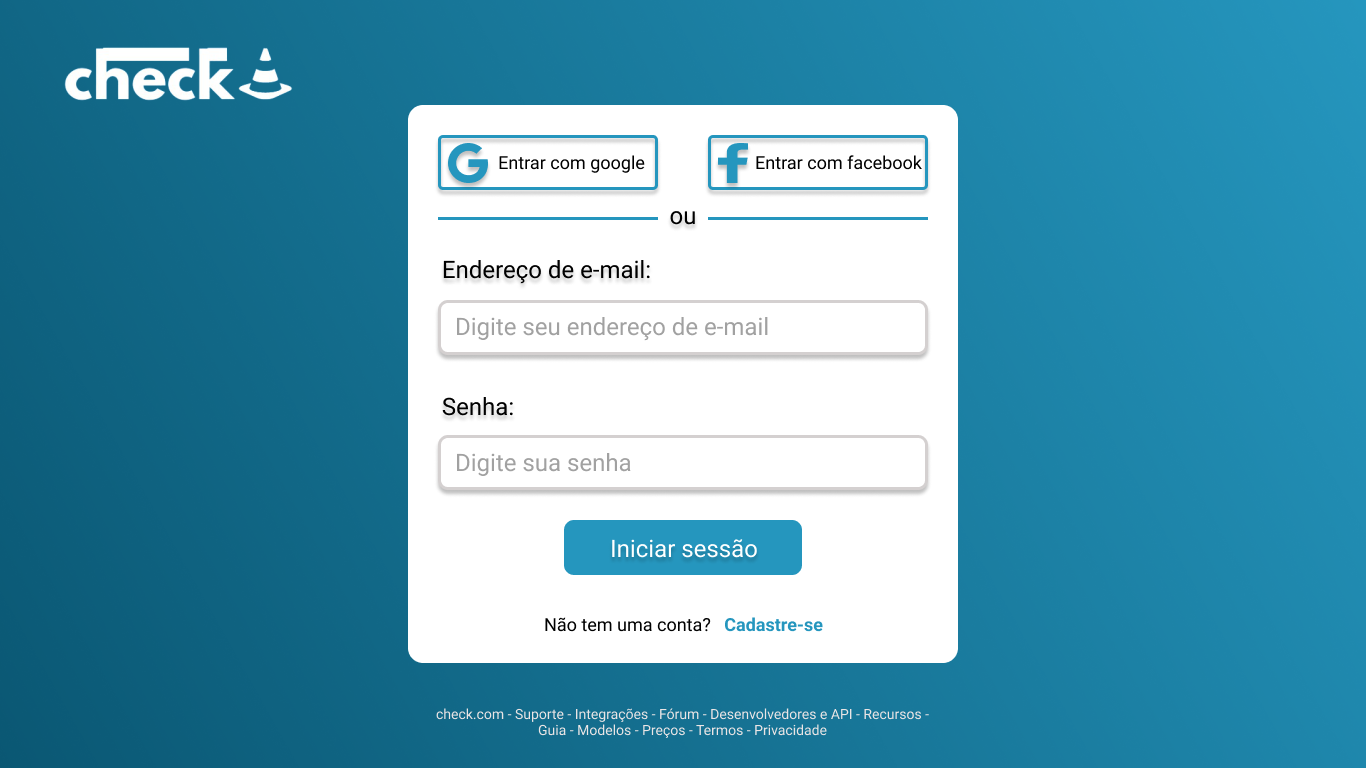 check
Entrar com google
Entrar com facebook
ou
Endereço de e-mail:
Digite seu endereço de e-mail
Senha:
Digite sua senha
Iniciar sessão
Não tem uma conta? Cadastre-se
check.com - Suporte - Integrações - Fórum - Desenvolvedores e API - Recursos -
Guia - Modelos - Preços - Termos - Privacidade